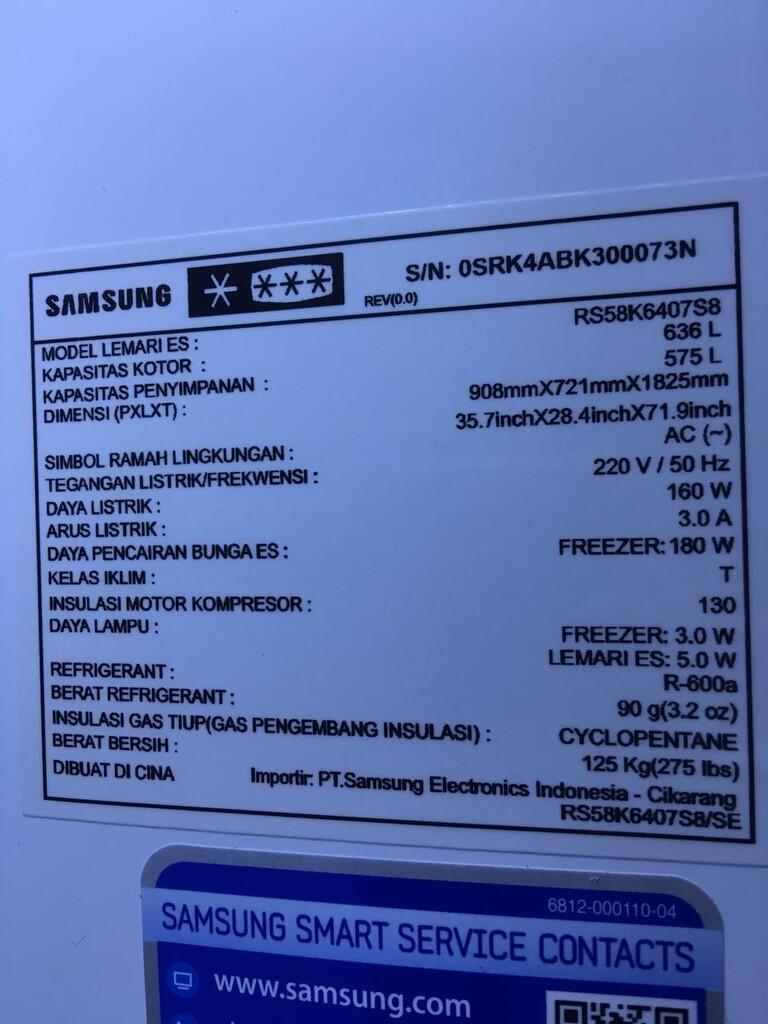 SAMSUNG S/N: 0SRK4ABK300073N
REV(0.0)
MODEL LEMARI ES : RS58K6407S8
KAPASITAS KOTOR : 636 L
KAPASITAS PENYIMPANAN : 575 L
DIMENSI (PXLXT) : 908mmX721mmX1825mm
35.7inchX28.4inchX71.9inch
SIMBOL RAMAH LINGKUNGAN : AC (~)
TEGANGAN LISTRIK/FREKWENSI : 220 V / 50 Hz
DAYA LISTRIK : 160 W
ARUS LISTRIK : 3.0 A
DAYA PENCAIRAN BUNGA ES : FREEZER: 180 W
KELAS IKLIM : T
INSULASI MOTOR KOMPRESOR : 130
DAYA LAMPU : FREEZER: 3.0 W
LEMARI ES: 5.0 W
REFRIGERANT : R-600a
BERAT REFRIGERANT : 90 g(3.2 oz)
INSULASI GAS TIUP(GAS PENGEMBANG INSULASI) : CYCLOPENTANE
BERAT BERSIH : 125 Kg(275 lbs)
DIBUAT DI CINA Importir: PT.Samsung Electronics Indonesia - Cikarang
RS58K6407S8/SE
6812-000110-04
SAMSUNG SMART SERVICE CONTACTS
www.samsung.com